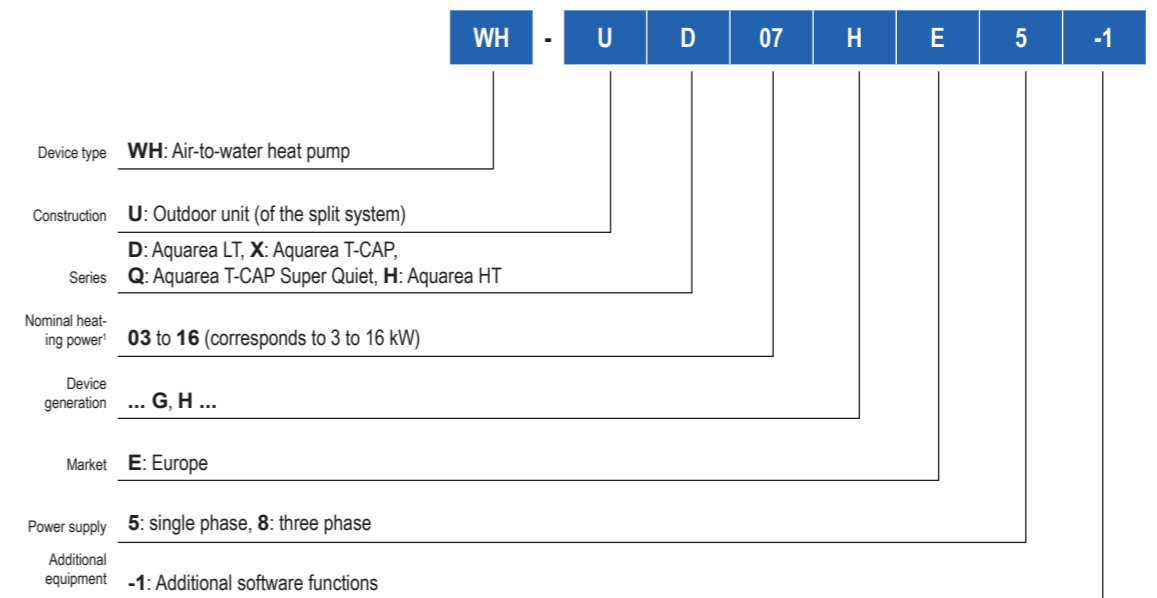 WH - U D 07 H E 5 -1
Device type WH: Air-to-water heat pump
Construction U: Outdoor unit (of the split system)
D: Aquarea LT, X: Aquarea T-CAP,
Series Q: Aquarea T-CAP Super Quiet, H: Aquarea HT
Nominal heat-
ing power¹ 03 to 16 (corresponds to 3 to 16 kW)
Device
generation ... G, H ...
Market E: Europe
Power supply 5: single phase, 8: three phase
Additional
equipment -1: Additional software functions